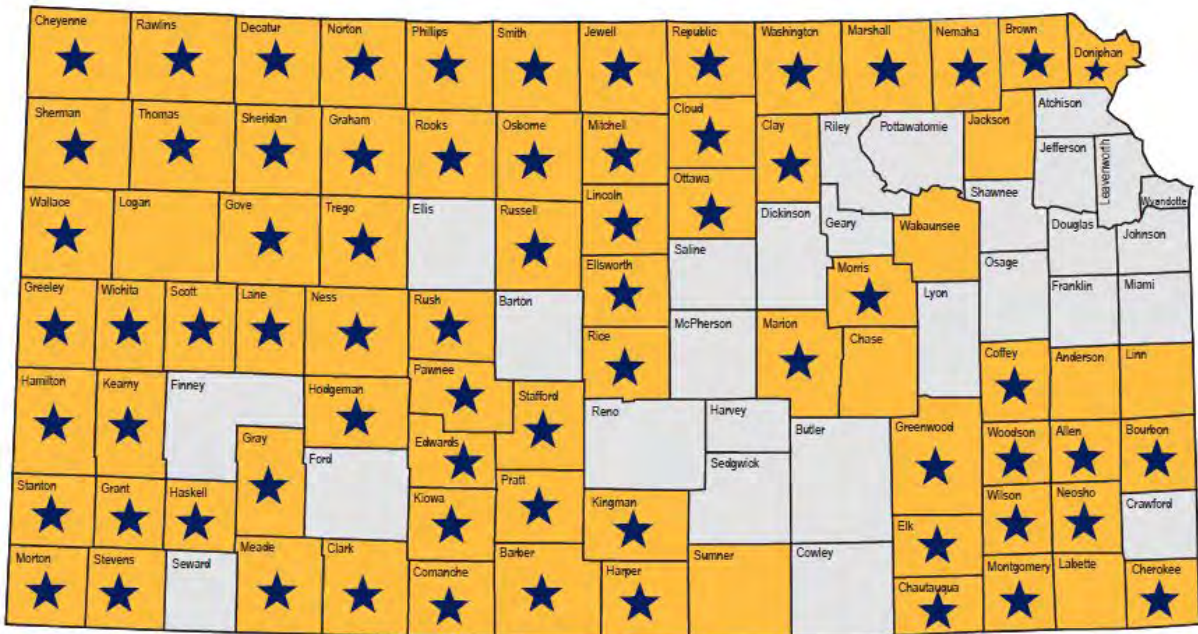 Cheyenne
Rawlins
Decatur
Norton
Phillips
Smith
Jewell
Republic
Washington
Marshall
Nemaha
Brown
Doniphan
Sherman
Thomas
Sheridan
Graham
Rooks
Osborne
Mitchell
Cloud
Clay
Riley
Pottawatomie
Jackson
Atchison
Jefferson
Leavenworth
Wyandotte
Wallace
Logan
Gove
Trego
Ellis
Russell
Lincoln
Ottawa
Saline
Dickinson
Geary
Wabaunsee
Shawnee
Douglas
Johnson
Greeley
Wichita
Scott
Lane
Ness
Rush
Barton
Ellsworth
Rice
McPherson
Marion
Morris
Chase
Lyon
Osage
Franklin
Miami
Coffey
Anderson
Linn
Hamilton
Kearny
Finney
Hodgeman
Pawnee
Stafford
Reno
Harvey
Butler
Greenwood
Woodson
Allen
Bourbon
Gray
Ford
Edwards
Stanton
Grant
Haskell
Kiowa
Pratt
Kingman
Sedgwick
Elk
Wilson
Neosho
Crawford
Morton
Stevens
Seward
Meade
Clark
Comanche
Barber
Harper
Sumner
Cowley
Chautauqua
Montgomery
Labette
Cherokee